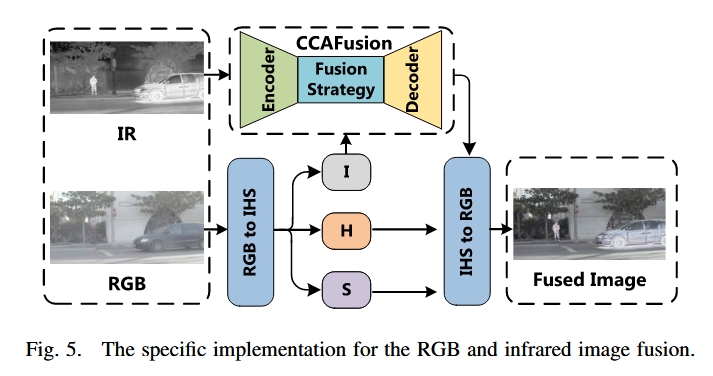 CCAFusion
Encoder
Fusion
Strategy
Decoder
IR
RGB
RGB to IHS
I
H
S
IHS to RGB
Fused Image
Fig. 5. The specific implementation for the RGB and infrared image fusion.